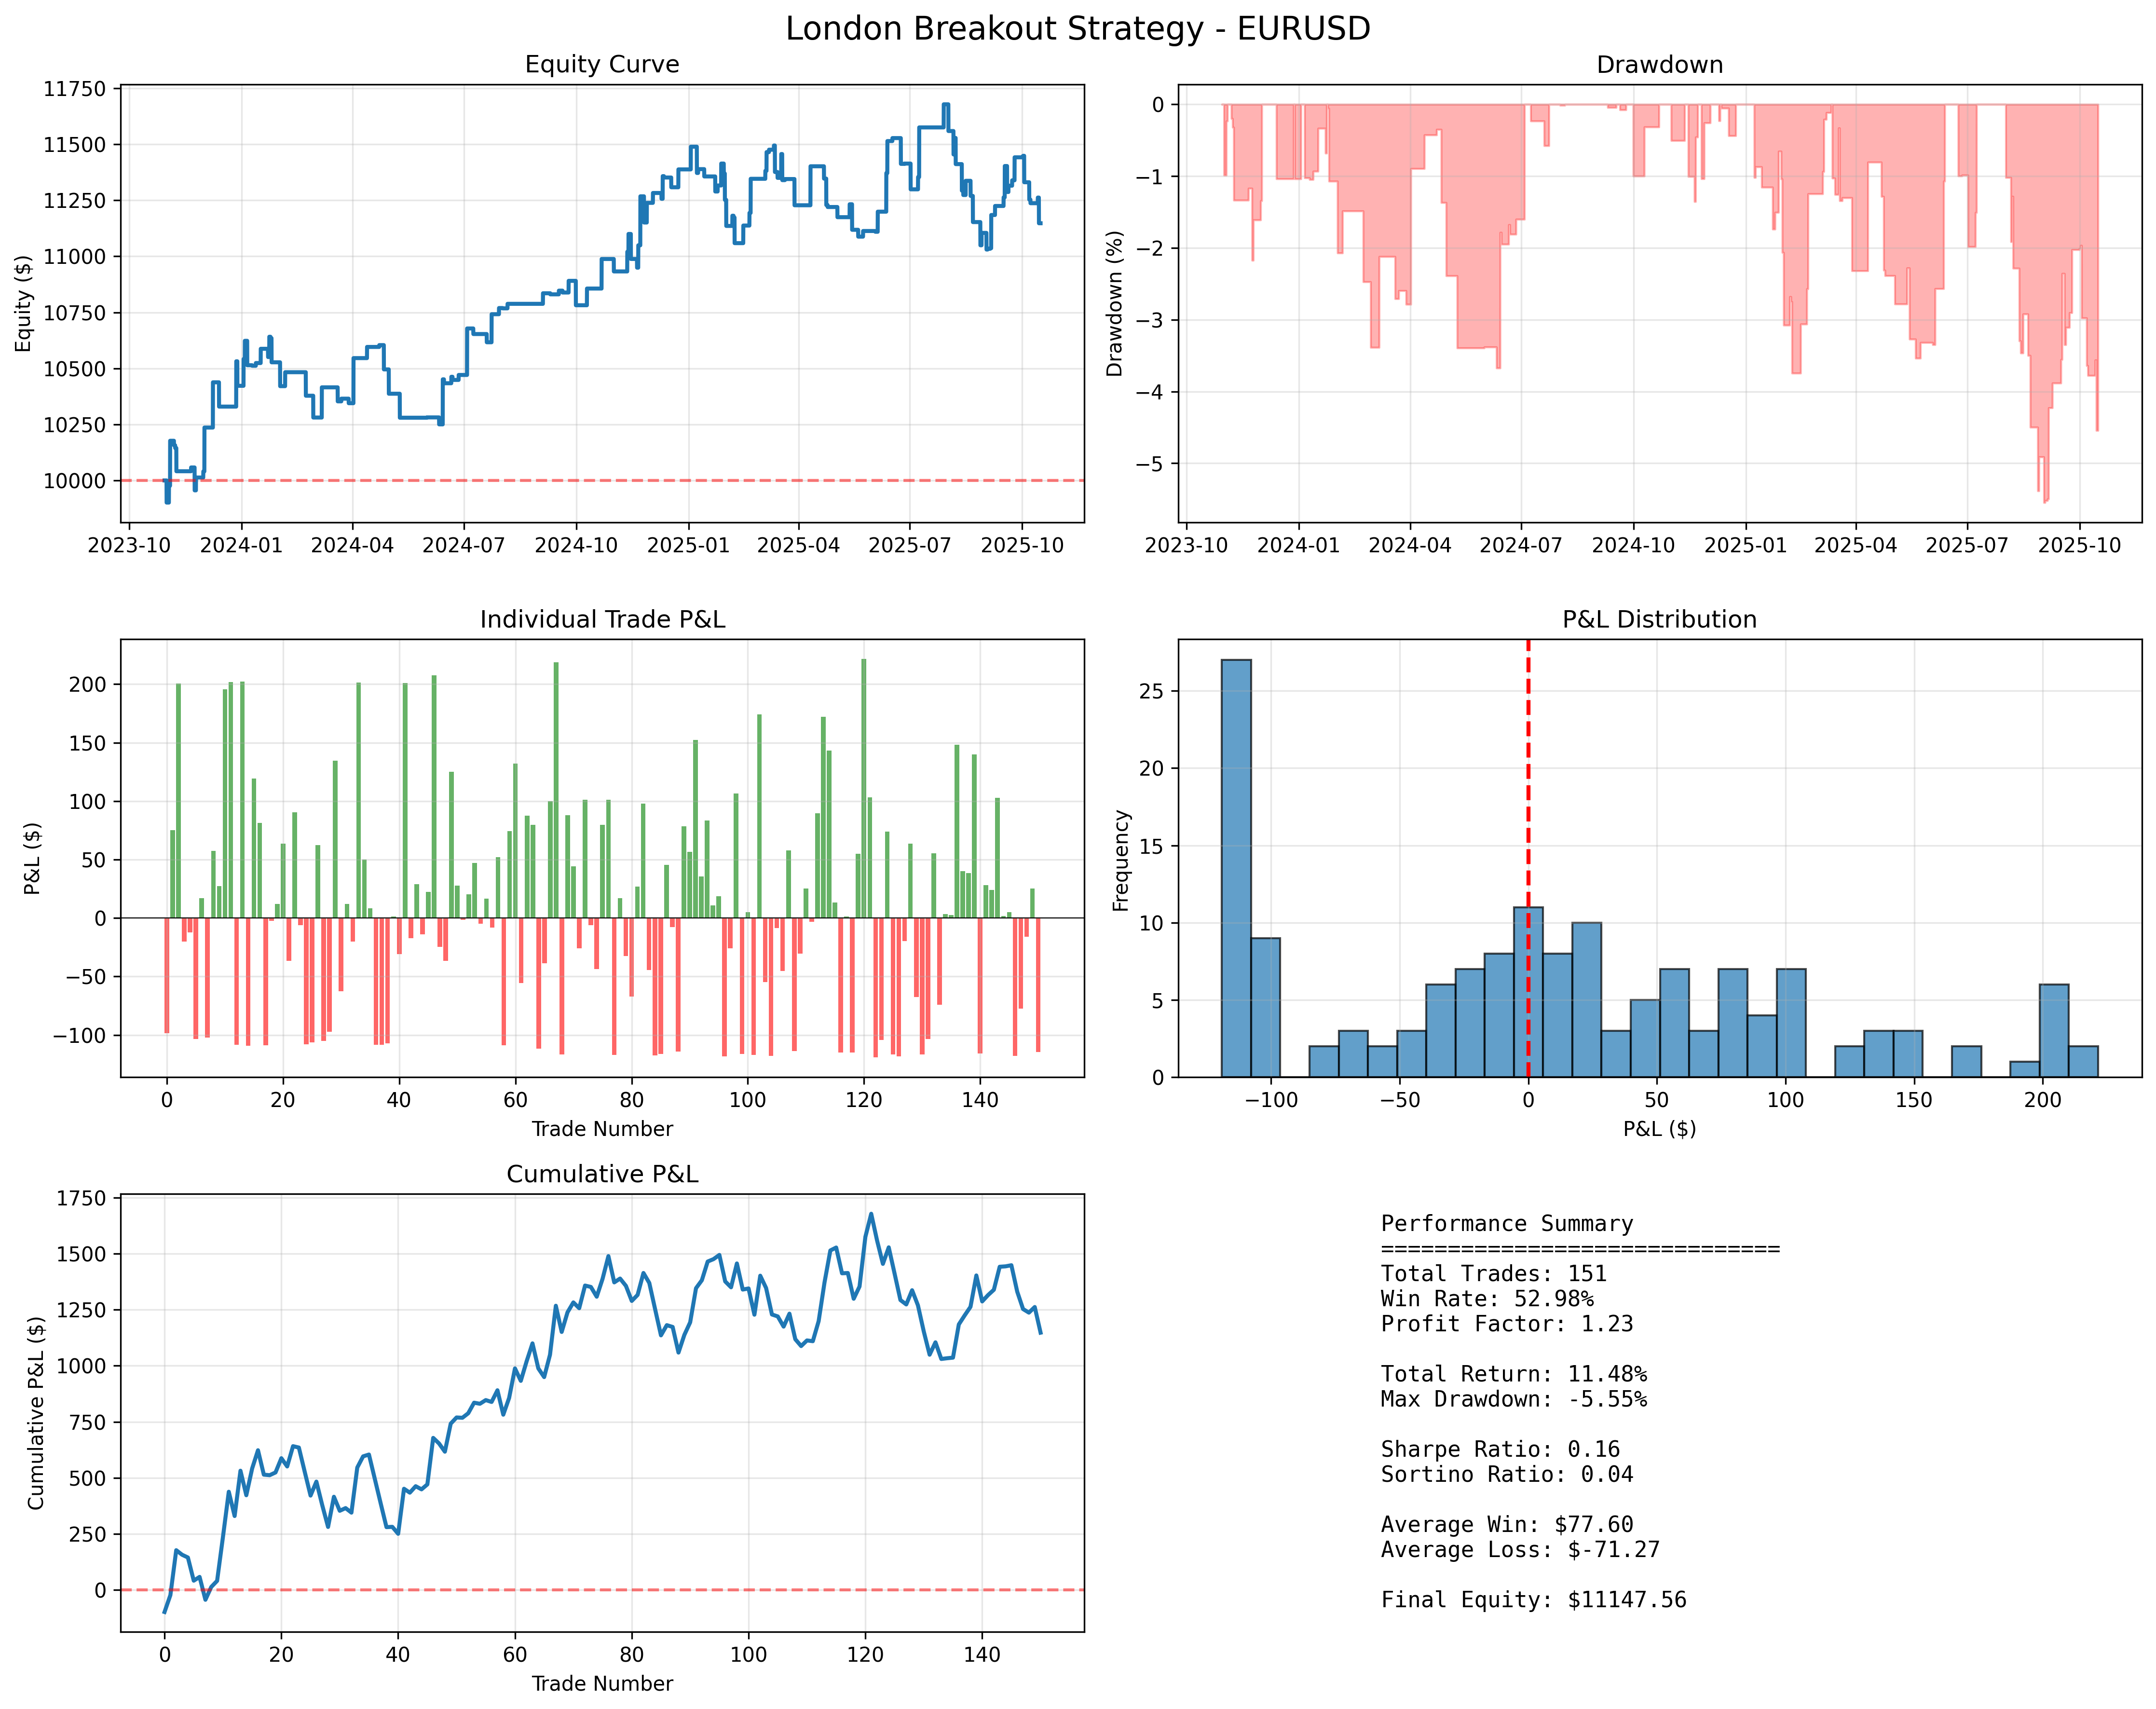 London Breakout Strategy - EURUSD
Equity Curve
11750
11500
11250
11000
10750
10500
10250
10000
Equity ($)
2023-10 2024-01 2024-04 2024-07 2024-10 2025-01 2025-04 2025-07 2025-10
Drawdown
0
−1
−2
−3
−4
−5
Drawdown (%)
2023-10 2024-01 2024-04 2024-07 2024-10 2025-01 2025-04 2025-07 2025-10
Individual Trade P&L
200
150
100
50
0
−50
−100
P&L ($)
0 20 40 60 80 100 120 140
Trade Number
P&L Distribution
25
20
15
10
5
0
Frequency
−100 −50 0 50 100 150 200
P&L ($)
Cumulative P&L
1750
1500
1250
1000
750
500
250
0
Cumulative P&L ($)
0 20 40 60 80 100 120 140
Trade Number
Performance Summary
==============================
Total Trades: 151
Win Rate: 52.98%
Profit Factor: 1.23
Total Return: 11.48%
Max Drawdown: -5.55%
Sharpe Ratio: 0.16
Sortino Ratio: 0.04
Average Win: $77.60
Average Loss: $-71.27
Final Equity: $11147.56